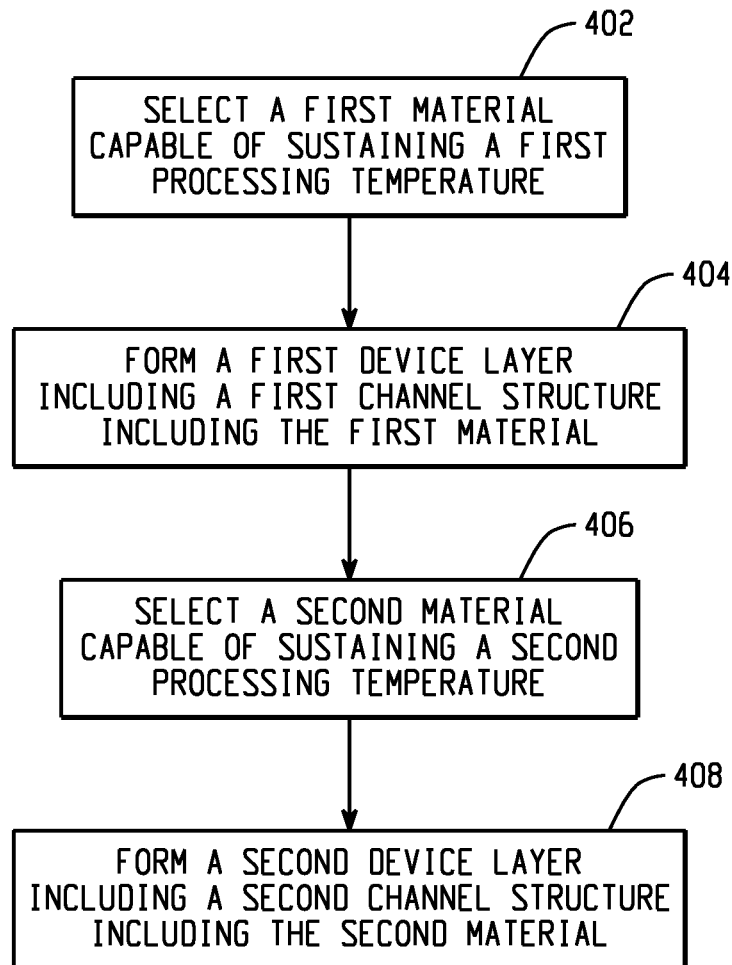 402
SELECT A FIRST MATERIAL
CAPABLE OF SUSTAINING A FIRST
PROCESSING TEMPERATURE
404
FORM A FIRST DEVICE LAYER
INCLUDING A FIRST CHANNEL STRUCTURE
INCLUDING THE FIRST MATERIAL
406
SELECT A SECOND MATERIAL
CAPABLE OF SUSTAINING A SECOND
PROCESSING TEMPERATURE
408
FORM A SECOND DEVICE LAYER
INCLUDING A SECOND CHANNEL STRUCTURE
INCLUDING THE SECOND MATERIAL